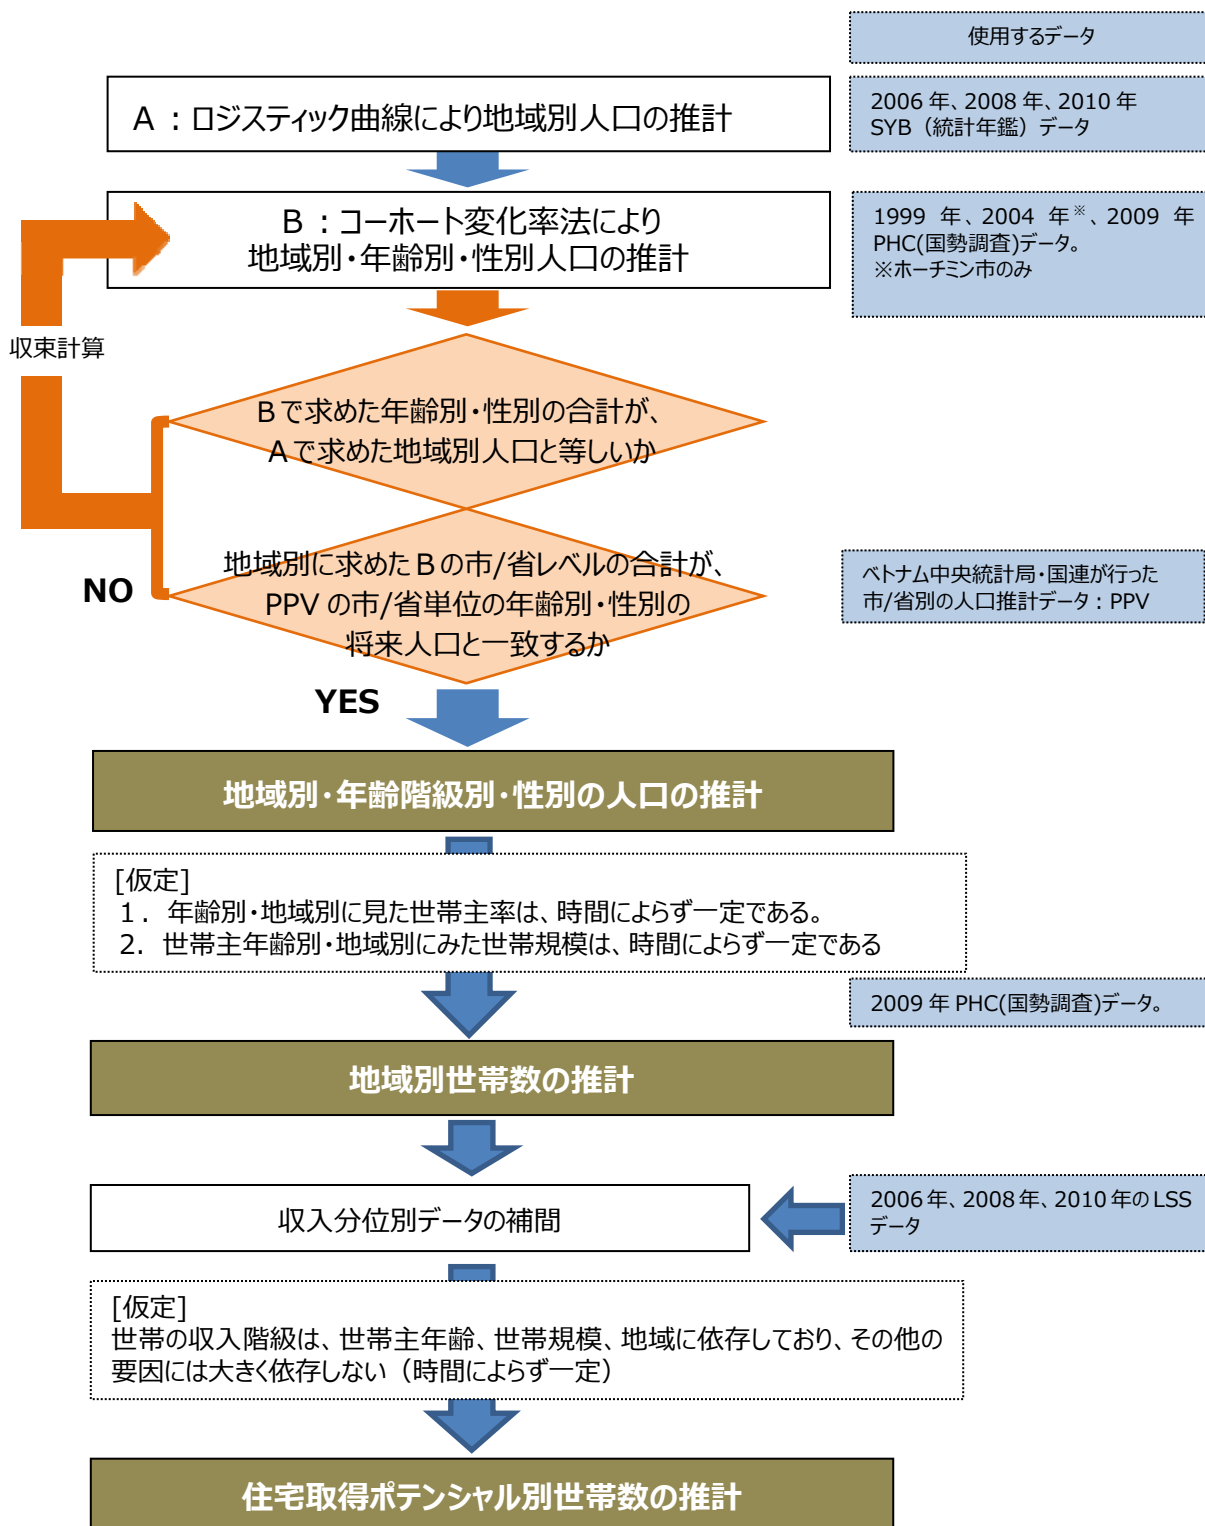 使用するデータ
A：ロジスティック曲線により地域別人口の推計
2006 年、2008 年、2010 年
SYB（統計年鑑）データ
B：コーホート変化率法により
地域別・年齢別・性別人口の推計
1999 年、2004 年※、2009 年
PHC(国勢調査)データ。
※ホーチミン市のみ
収束計算
Bで求めた年齢別・性別の合計が、
Aで求めた地域別人口と等しいか
地域別に求めたBの市/省レベルの合計が、
PPVの市/省単位の年齢別・性別の
将来人口と一致するか
NO
ベトナム中央統計局・国連が行った
市/省別の人口推計データ：PPV
YES
地域別・年齢階級別・性別の人口の推計
[仮定]
１．年齢別・地域別に見た世帯主率は、時間によらず一定である。
2．世帯主年齢別・地域別にみた世帯規模は、時間によらず一定である
2009 年 PHC(国勢調査)データ。
地域別世帯数の推計
収入分位別データの補間
2006 年、2008 年、2010 年のLSS
データ
[仮定]
世帯の収入階級は、世帯主年齢、世帯規模、地域に依存しており、その他の
要因には大きく依存しない（時間によらず一定）
住宅取得ポテンシャル別世帯数の推計